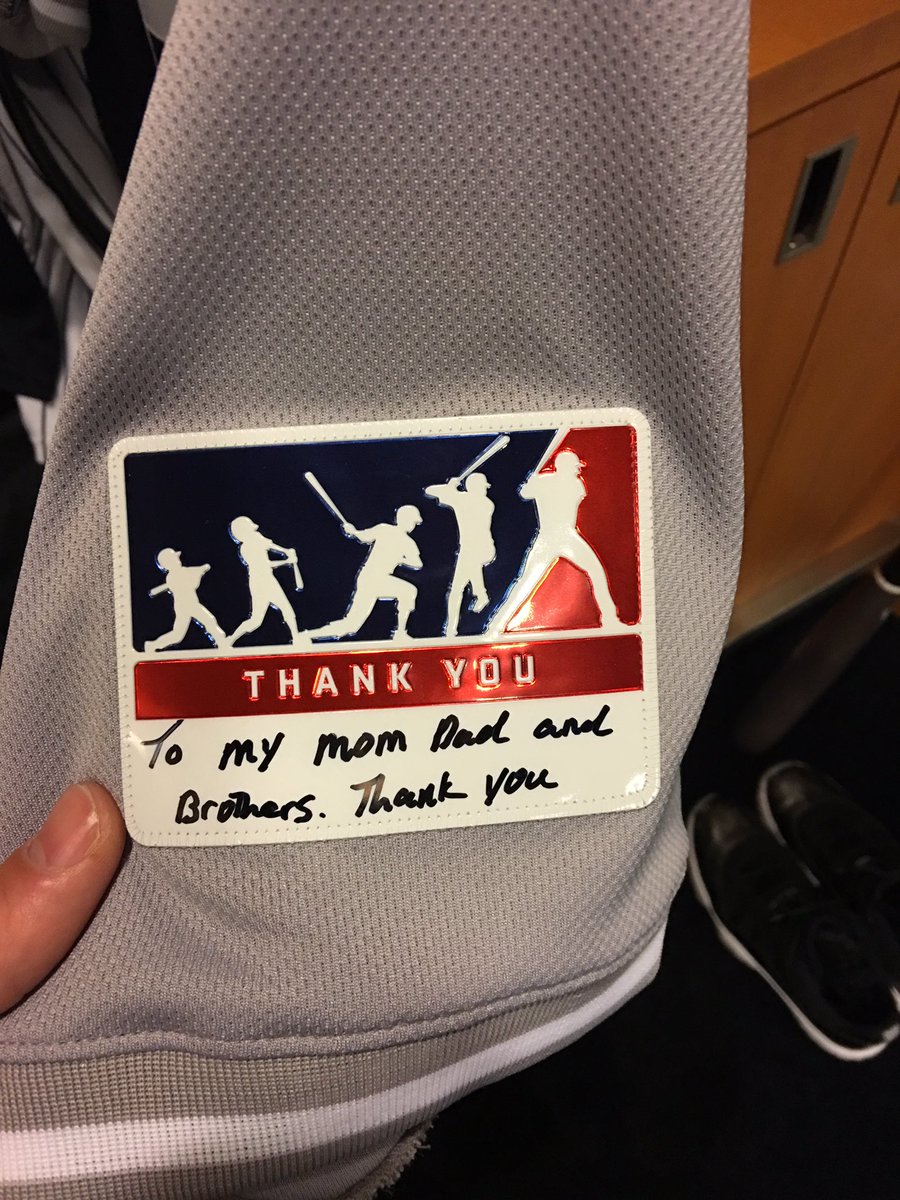 THANK YOU
To my mom Dad and
Brothers. Thank you